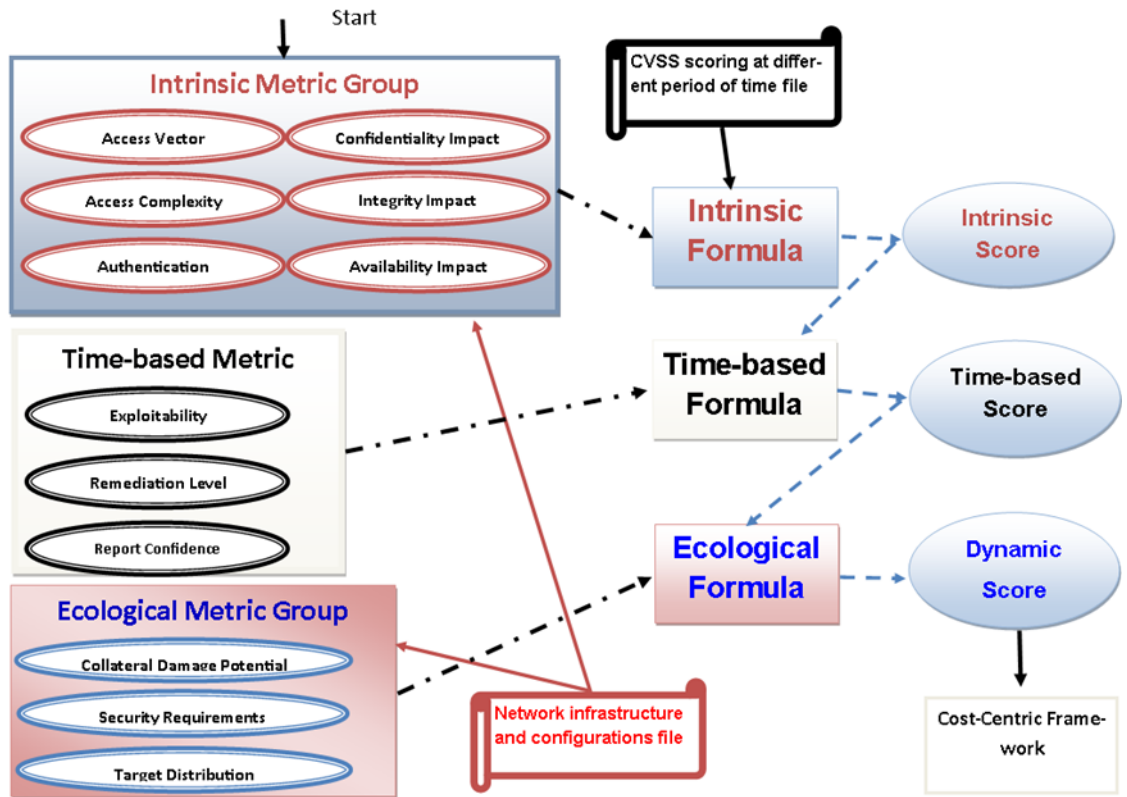 Start
Intrinsic Metric Group
Access Vector
Confidentiality Impact
Access Complexity
Integrity Impact
Authentication
Availability Impact
CVSS scoring at differ-
ent period of time file
Intrinsic
Formula
Intrinsic
Score
Time-based Metric
Exploitability
Remediation Level
Report Confidence
Time-based
Formula
Time-based
Score
Ecological Metric Group
Collateral Damage Potential
Security Requirements
Target Distribution
Ecological
Formula
Dynamic
Score
Network infrastructure
and configurations file
Cost-Centric Frame-
work